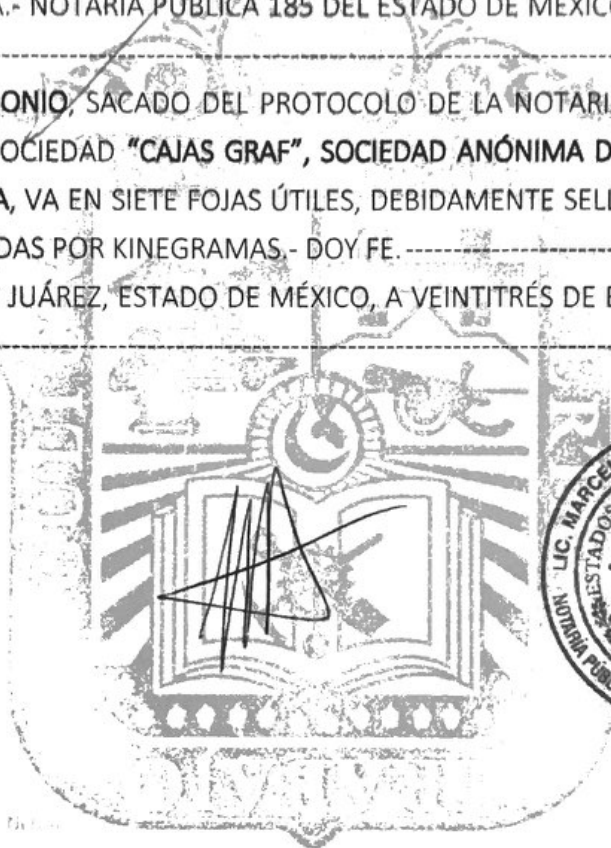 A.- NOTARIA PÚBLICA 185 DEL ESTADO DE MÉXICO
ONIO, SACADO DEL PROTOCOLO DE LA NOTARI
OCIEDAD "CAJAS GRAF", SOCIEDAD ANÓNIMA D
A, VA EN SIETE FOJAS ÚTILES, DEBIDAMENTE SELL
DAS POR KINEGRAMAS.- DOY FE.
JUÁREZ, ESTADO DE MÉXICO, A VEINTITRÉS DE E
LIC. MARCE
ESTADO
NOTARIA PUB